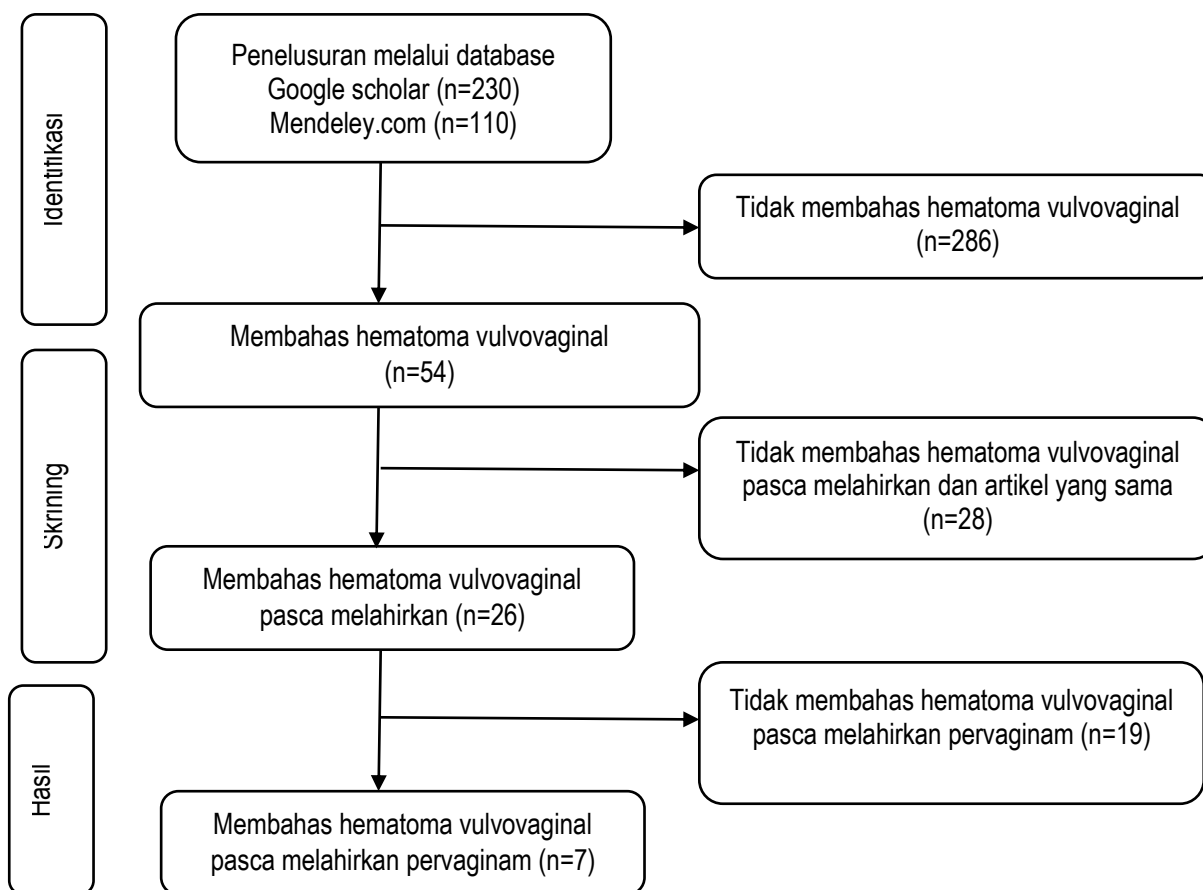 Identifikasi
Penelusuran melalui database
Google scholar (n=230)
Mendeley.com (n=110)
Tidak membahas hematoma vulvovaginal
(n=286)
Membahas hematoma vulvovaginal
(n=54)
Skrining
Tidak membahas hematoma vulvovaginal
pasca melahirkan dan artikel yang sama
(n=28)
Membahas hematoma vulvovaginal
pasca melahirkan (n=26)
Hasil
Tidak membahas hematoma vulvovaginal
pasca melahirkan pervaginam (n=19)
Membahas hematoma vulvovaginal
pasca melahirkan pervaginam (n=7)